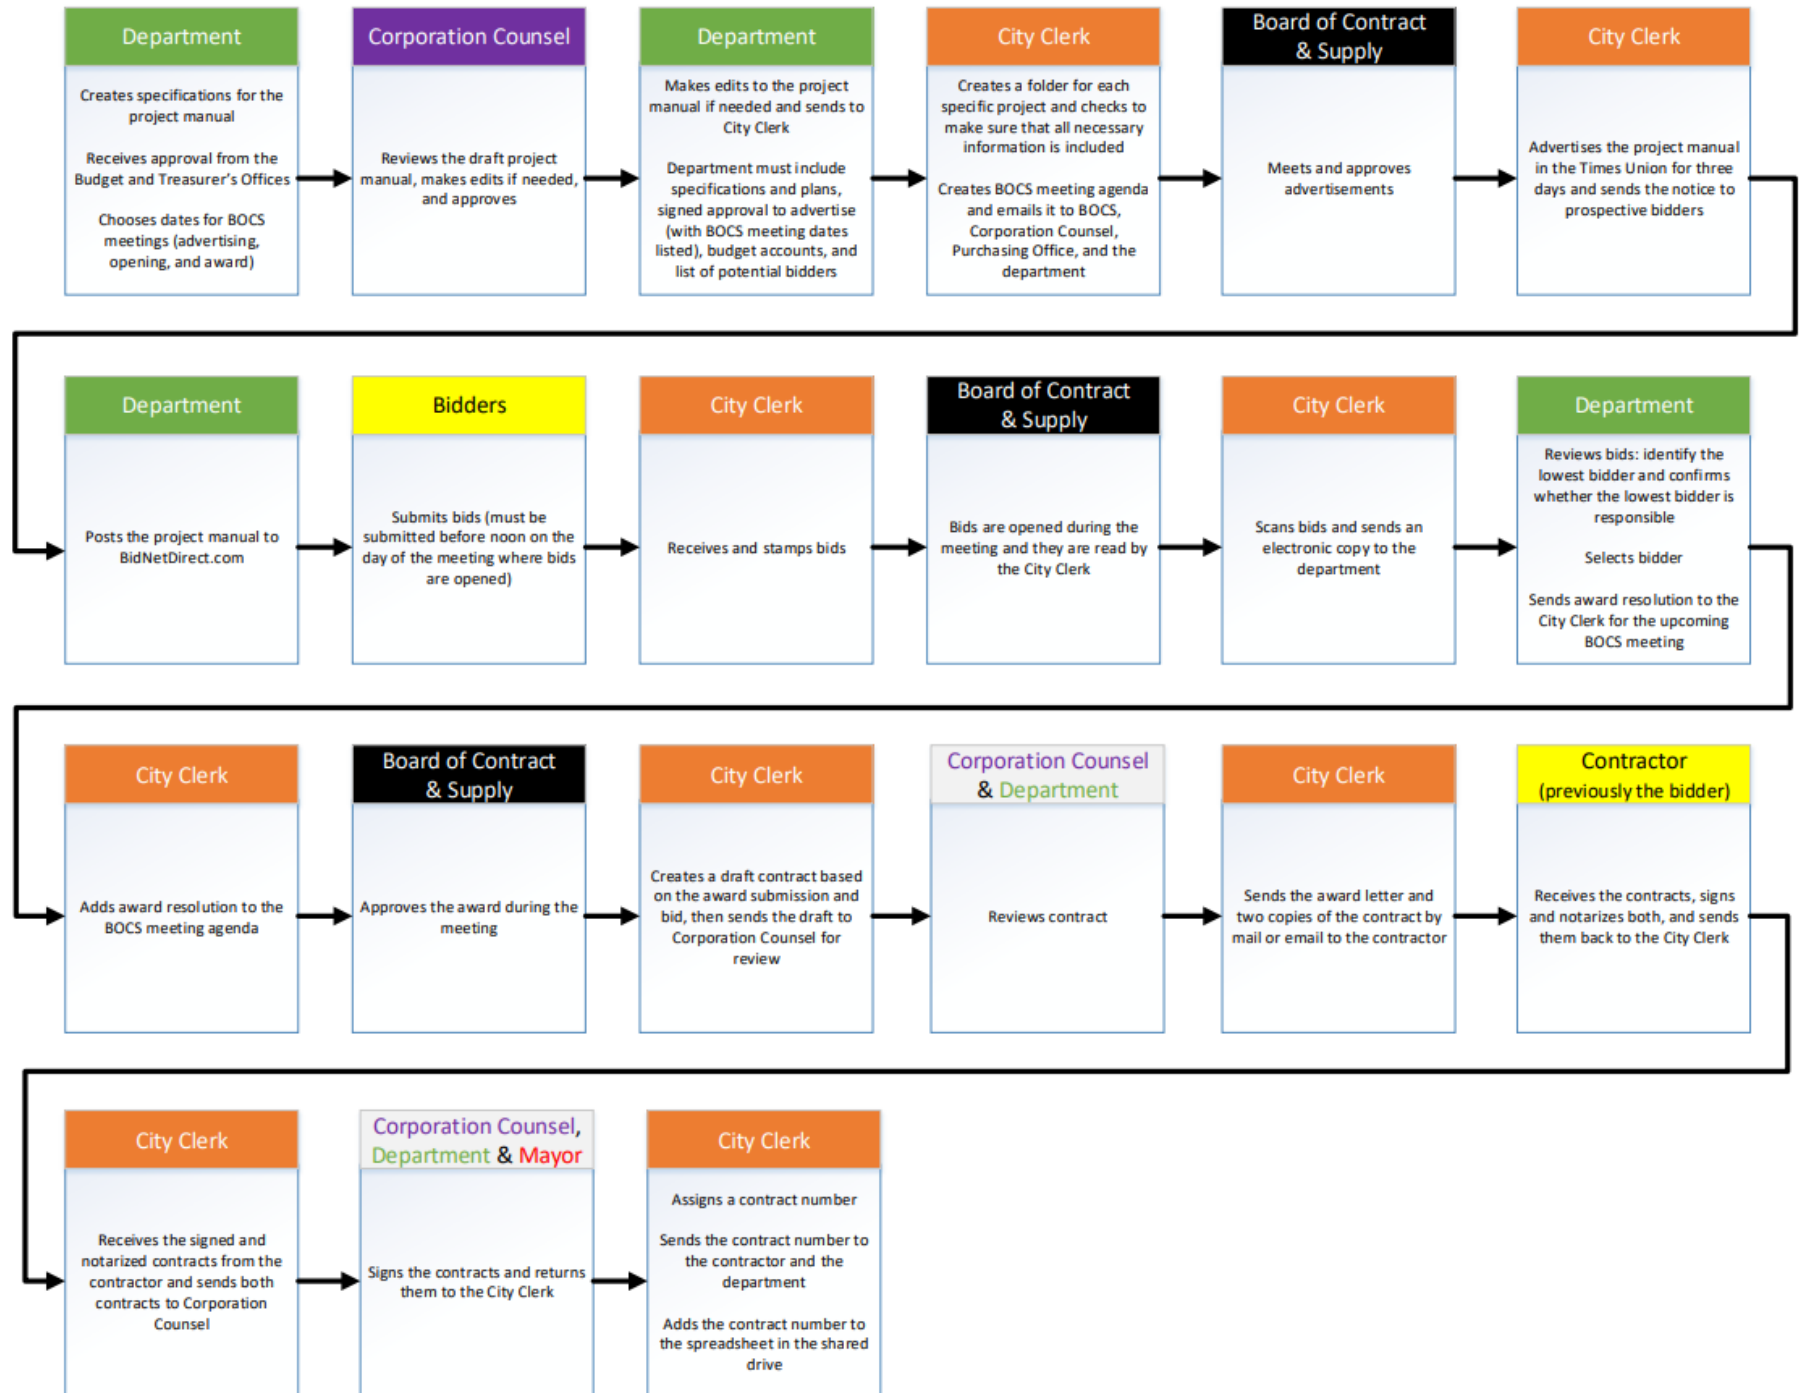 Department
Creates specifications for the
project manual
Receives approval from the
Budget and Treasurer's Offices
Chooses dates for BOCS
meetings (advertising,
opening, and award)
Corporation Counsel
Reviews the draft project
manual, makes edits if needed,
and approves
Department
Makes edits to the project
manual if needed and sends to
City Clerk
Department must include
specifications and plans,
signed approval to advertise
(with BOCS meeting dates
listed), budget accounts, and
list of potential bidders
City Clerk
Creates a folder for each
specific project and checks to
make sure that all necessary
information is included
Creates BOCS meeting agenda
and emails it to BOCS,
Corporation Counsel,
Purchasing Office, and the
department
Board of Contract
& Supply
Meets and approves
advertisements
City Clerk
Advertises the project manual
in the Times Union for three
days and sends the notice to
prospective bidders
Department
Posts the project manual to
BidNetDirect.com
Bidders
Submits bids (must be
submitted before noon on the
day of the meeting where bids
are opened)
City Clerk
Receives and stamps bids
Board of Contract
& Supply
Bids are opened during the
meeting and they are read by
the City Clerk
City Clerk
Scans bids and sends an
electronic copy to the
department
Department
Reviews bids: identify the
lowest bidder and confirms
whether the lowest bidder is
responsible
Selects bidder
Sends award resolution to the
City Clerk for the upcoming
BOCS meeting
City Clerk
Adds award resolution to the
BOCS meeting agenda
Board of Contract
& Supply
Approves the award during the
meeting
City Clerk
Creates a draft contract based
on the award submission and
bid, then sends the draft to
Corporation Counsel for
review
Corporation Counsel
& Department
Reviews contract
City Clerk
Sends the award letter and
two copies of the contract by
mail or email to the contractor
Contractor
(previously the bidder)
Receives the contracts, signs
and notarizes both, and sends
them back to the City Clerk
City Clerk
Receives the signed and
notarized contracts from the
contractor and sends both
contracts to Corporation
Counsel
Corporation Counsel,
Department & Mayor
Signs the contracts and returns
them to the City Clerk
City Clerk
Assigns a contract number
Sends the contract number to
the contractor and the
department
Adds the contract number to
the spreadsheet in the shared
drive